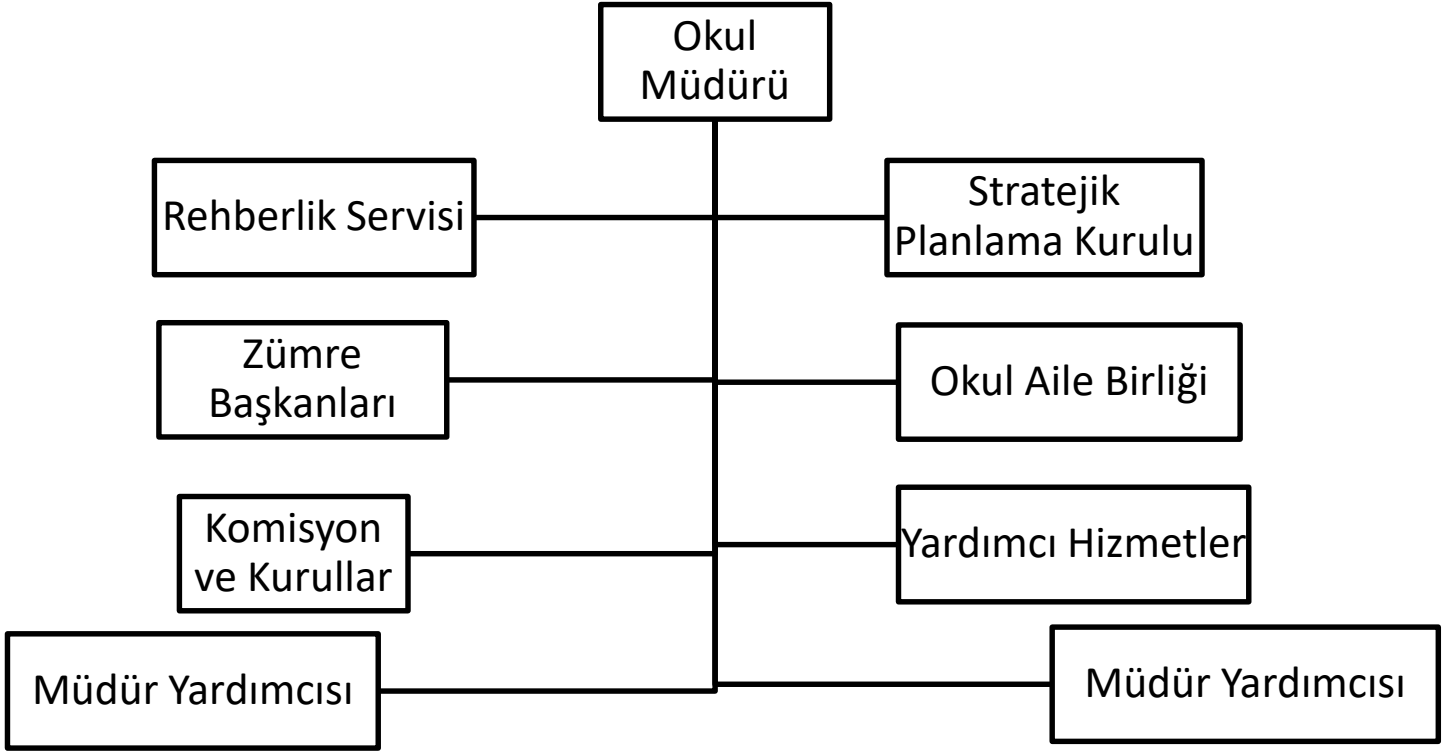 Okul
Müdürü
Rehberlik Servisi
Stratejik
Planlama Kurulu
Zümre
Başkanları
Okul Aile Birliği
Komisyon
ve Kurullar
Yardımcı Hizmetler
Müdür Yardımcısı
Müdür Yardımcısı